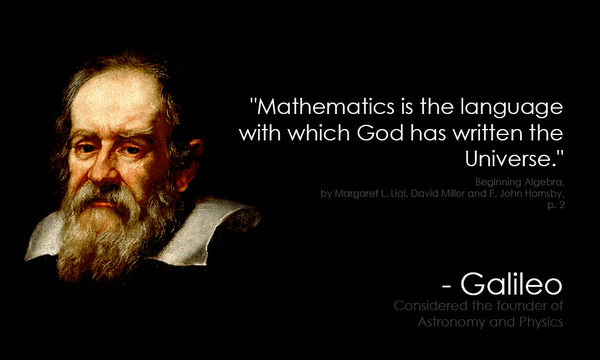 "Mathematics is the language
with which God has written the
Universe."
Beginning Algebra,
by Margaret L. Lial, David Miller and E. John Hornsby,
p. 2
- Galileo
Considered the founder of
Astronomy and Physics